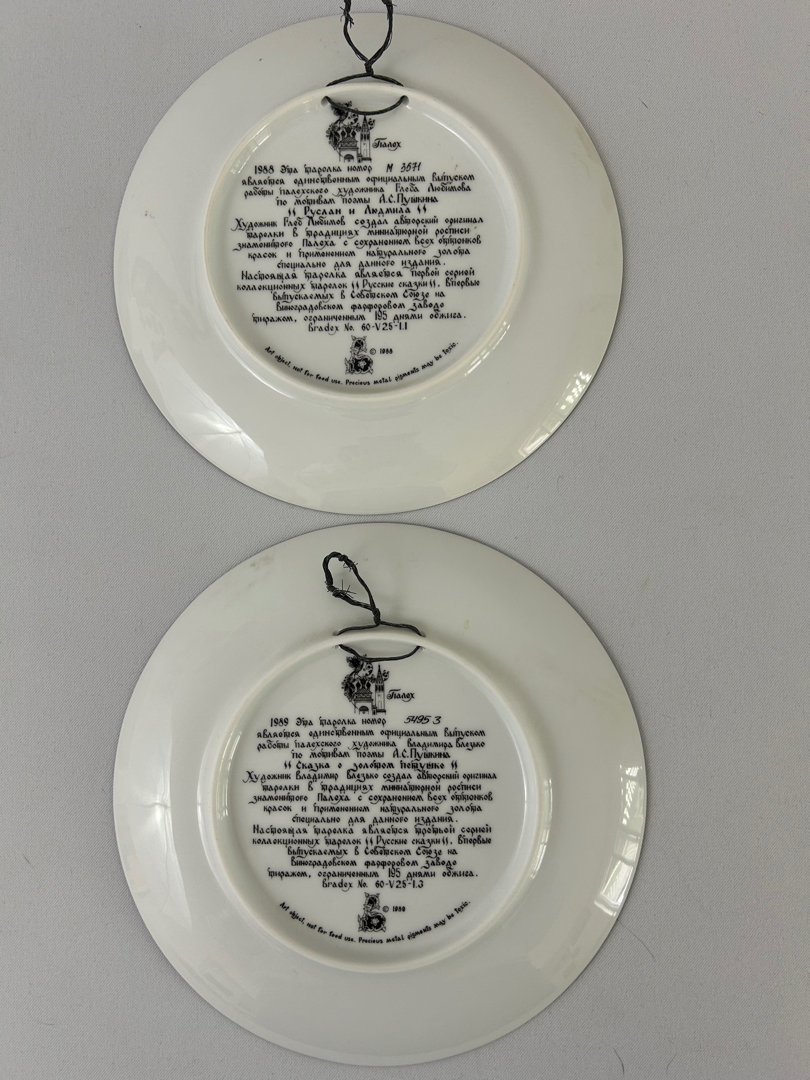 Палех
1988 Эта тарелка номер М 3571
является единственным официальным выпуском
работы палехского художника Глеба Любимова
по мотивам поэмы А.С.Пушкина
" Руслан и Людмила "
Художник Глеб Любимов создал авторский оригинал
тарелки в традициях миниатюрной росписи
знаменитого Палеха с сохранением всех оттенков
красок и применением натурального золота
специально для данного издания.
Настоящая тарелка является первой серией
коллекционных тарелок " Русские сказки ", впервые
выпускаемых в Советском Союзе на
виноградовском фарфоровом заводе
тиражом, ограниченным 195 днями обжига.
Bradex No. 60-V25-1.1
© 1988
Art object, not for food use. Precious metal pigments may be toxic.
Палех
1989 Эта тарелка номер 5495 З
является единственным официальным выпуском
работы палехского художника Владимира Влезько
по мотивам поэмы А.С.Пушкина
" Сказка о золотом петушке "
Художник Владимир Влезько создал авторский оригинал
тарелки в традициях миниатюрной росписи
знаменитого Палеха с сохранением всех оттенков
красок и применением натурального золота
специально для данного издания.
Настоящая тарелка является третьей серией
коллекционных тарелок " Русские сказки ", впервые
выпускаемых в Советском Союзе на
виноградовском фарфоровом заводе
тиражом, ограниченным 195 днями обжига.
Bradex No. 60-V25-1.3
© 1989
Art object, not for food use. Precious metal pigments may be toxic.